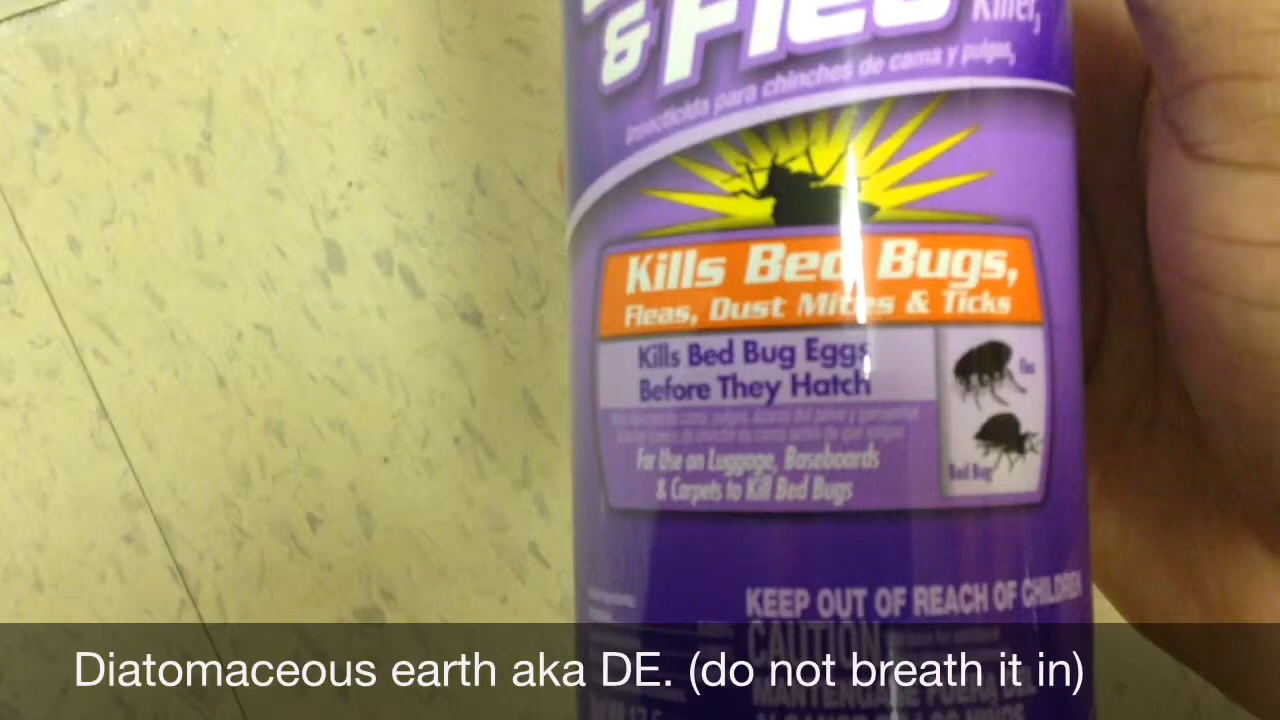 & Flea Killer,
Insecticida para chinches de cama y pulgas,
Kills Bed Bugs,
Fleas, Dust Mites & Ticks
Kills Bed Bug Eggs
Before They Hatch
Flea
For Use on Luggage, Baseboards
& Carpets to Kill Bed Bugs
Bed Bug
KEEP OUT OF REACH OF CHILDREN
CAUTION
Diatomaceous earth aka DE. (do not breath it in)